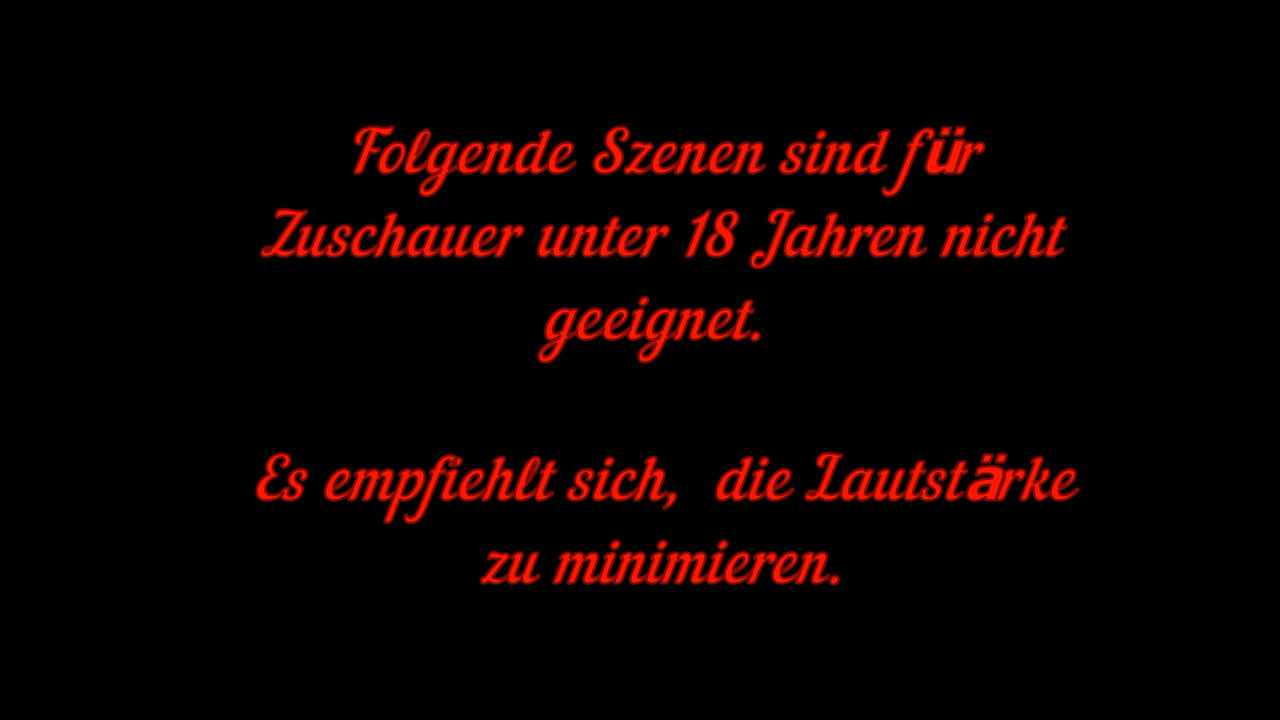 Folgende Szenen sind für
Zuschauer unter 18 Jahren nicht
geeignet.
Es empfiehlt sich, die Lautstärke
zu minimieren.